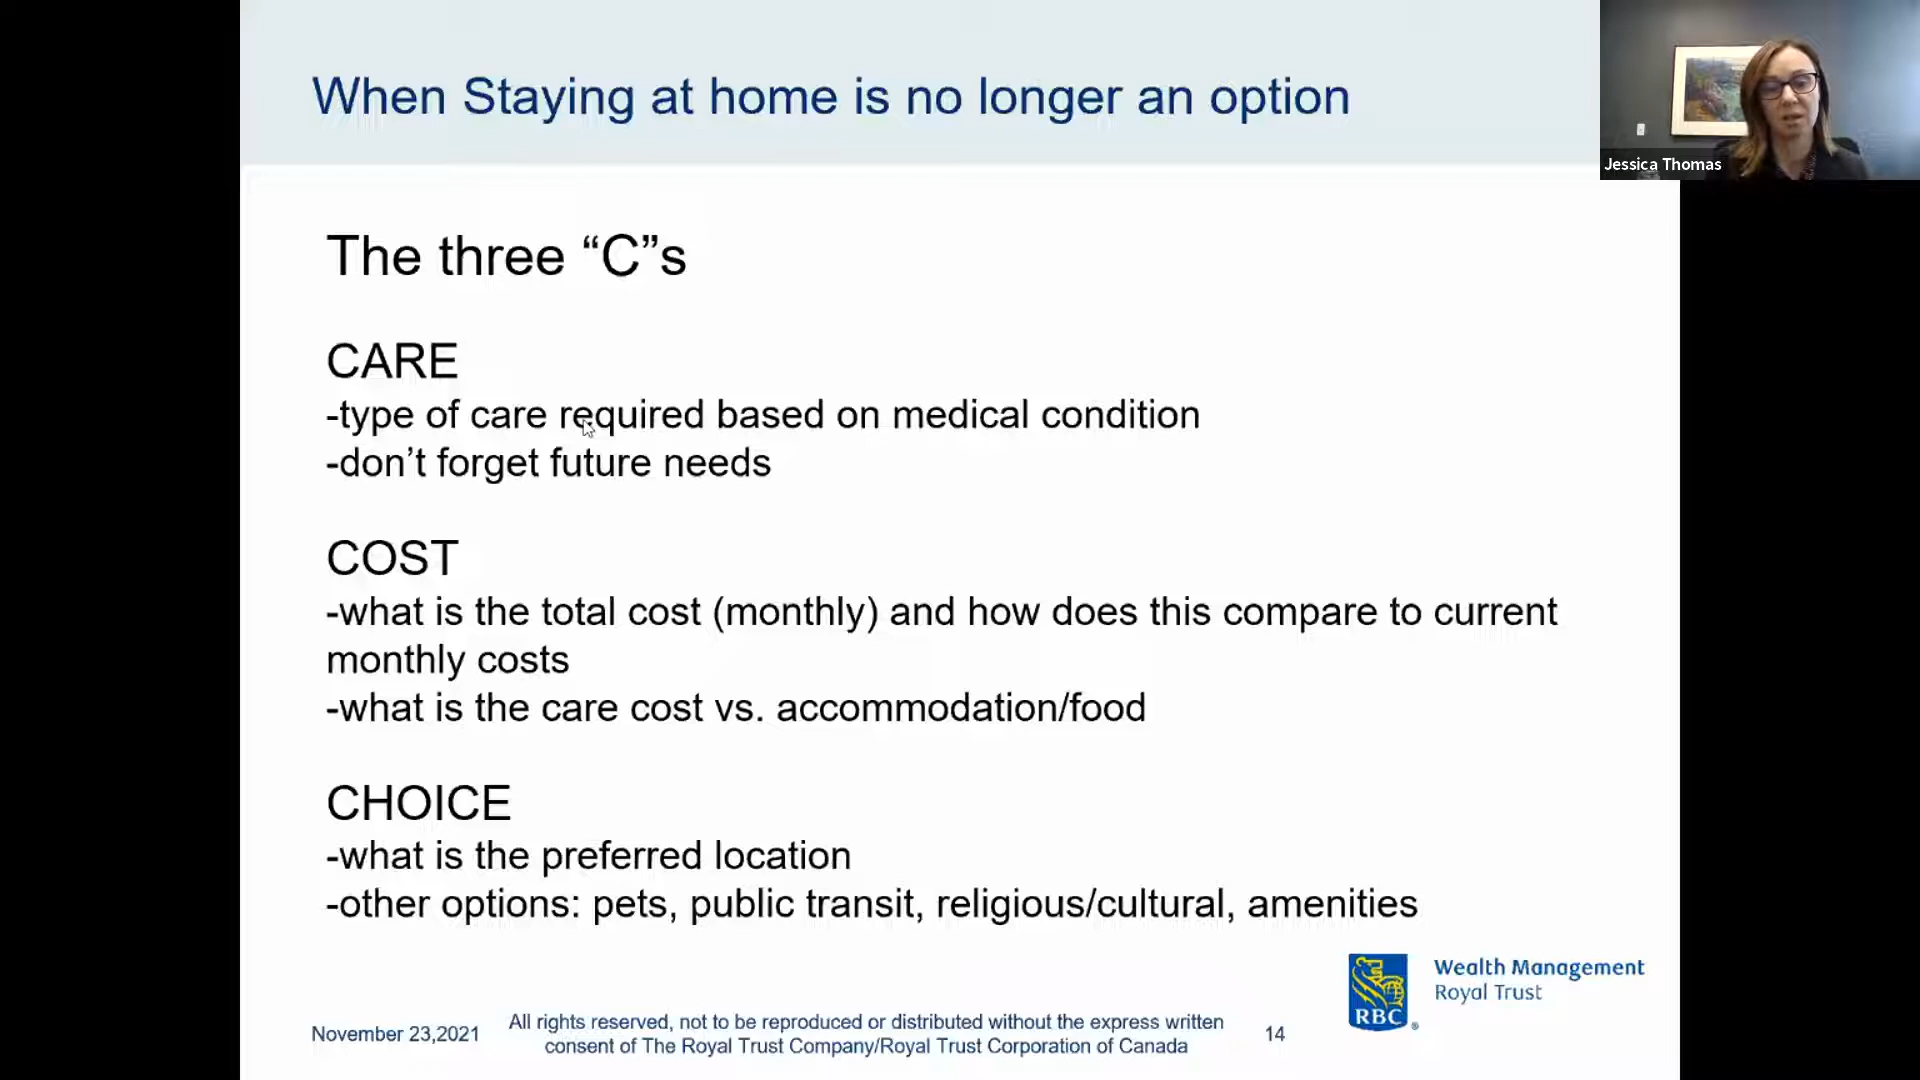 When Staying at home is no longer an option
Jessica Thomas
The three “C”s
CARE
-type of care required based on medical condition
-don’t forget future needs
COST
-what is the total cost (monthly) and how does this compare to current
monthly costs
-what is the care cost vs. accommodation/food
CHOICE
-what is the preferred location
-other options: pets, public transit, religious/cultural, amenities
Wealth Management
Royal Trust
RBC
®
November 23,2021
All rights reserved, not to be reproduced or distributed without the express written
consent of The Royal Trust Company/Royal Trust Corporation of Canada
14